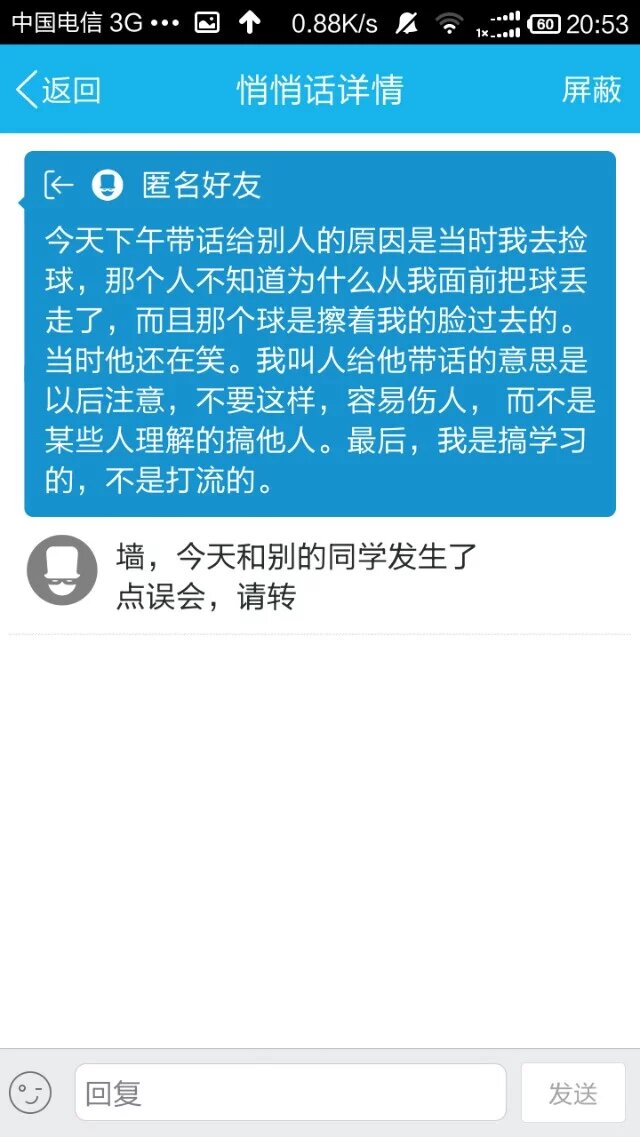 中国电信 3G 0.88K/s 1x 60 20:53
返回 悄悄话详情 屏蔽
匿名好友
今天下午带话给别人的原因是当时我去捡
球，那个人不知道为什么从我面前把球丢
走了，而且那个球是擦着我的脸过去的。
当时他还在笑。我叫人给他带话的意思是
以后注意，不要这样，容易伤人， 而不是
某些人理解的搞他人。最后，我是搞学习
的，不是打流的。
墙，今天和别的同学发生了
点误会，请转
回复 发送